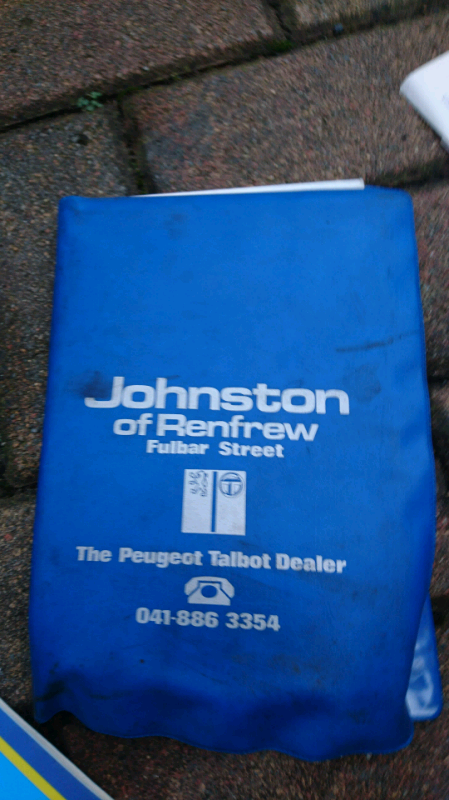 Johnston
of Renfrew
Fulbar Street
The Peugeot Talbot Dealer
041-886 3354